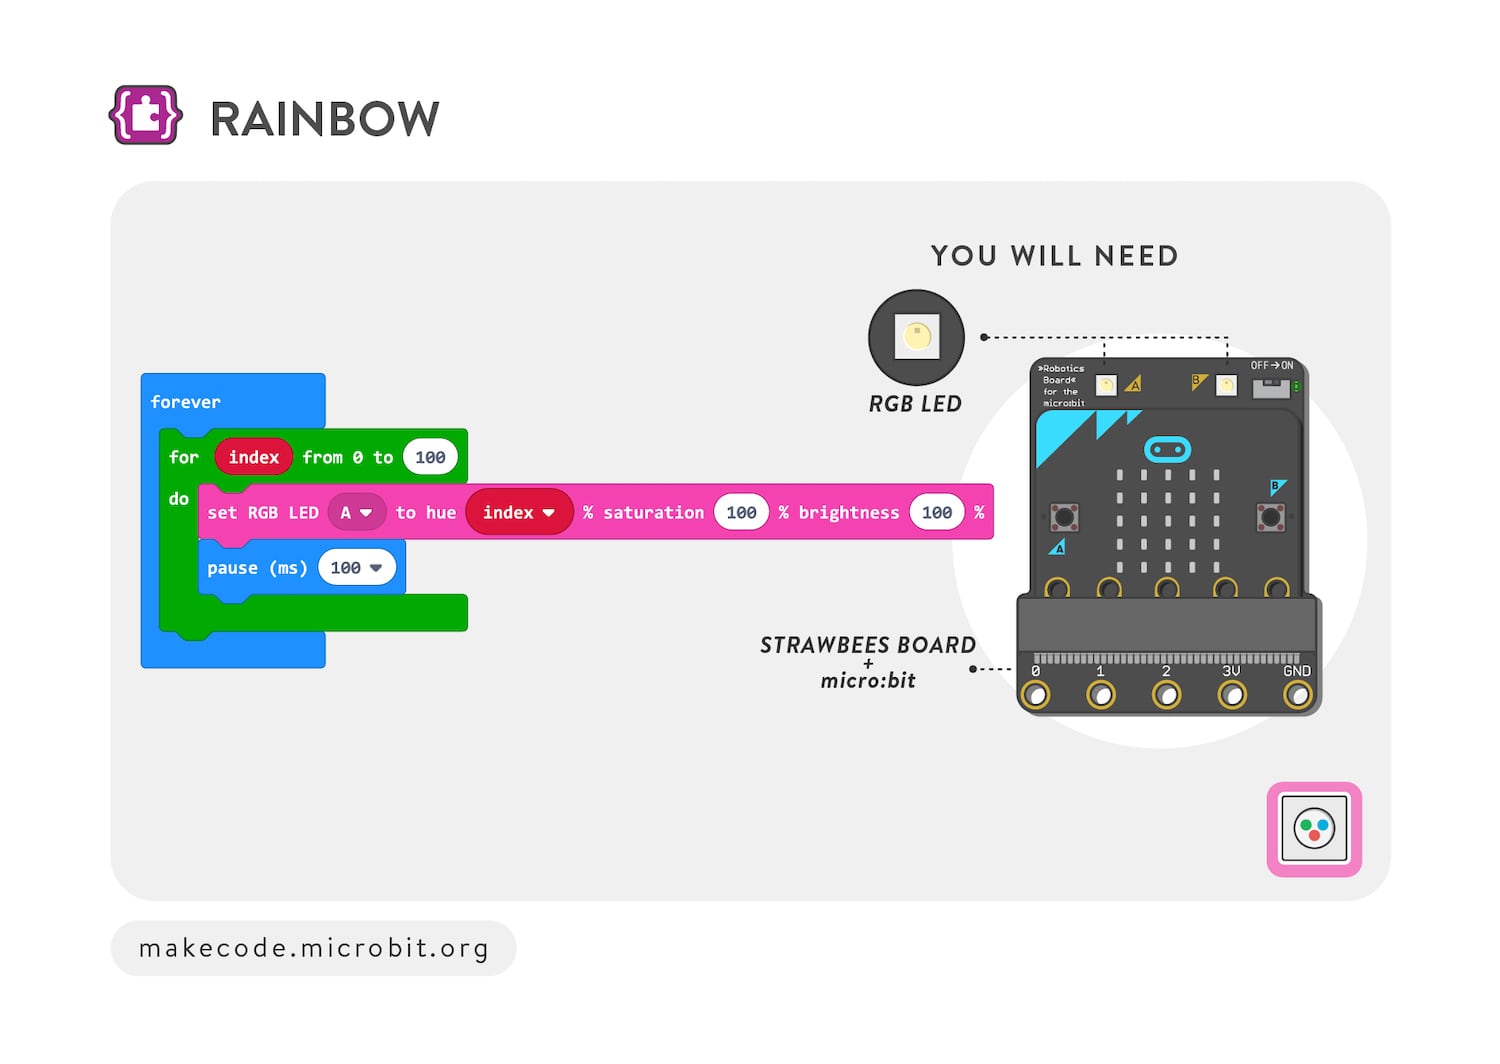 RAINBOW
YOU WILL NEED
RGB LED
»Robotics
Board«
for the
micro:bit
A
B
OFF→ON
forever
for index from 0 to 100
do
set RGB LED A to hue index % saturation 100 % brightness 100 %
pause (ms) 100
B
A
STRAWBEES BOARD
+
micro:bit
0 1 2 3V GND
makecode.microbit.org